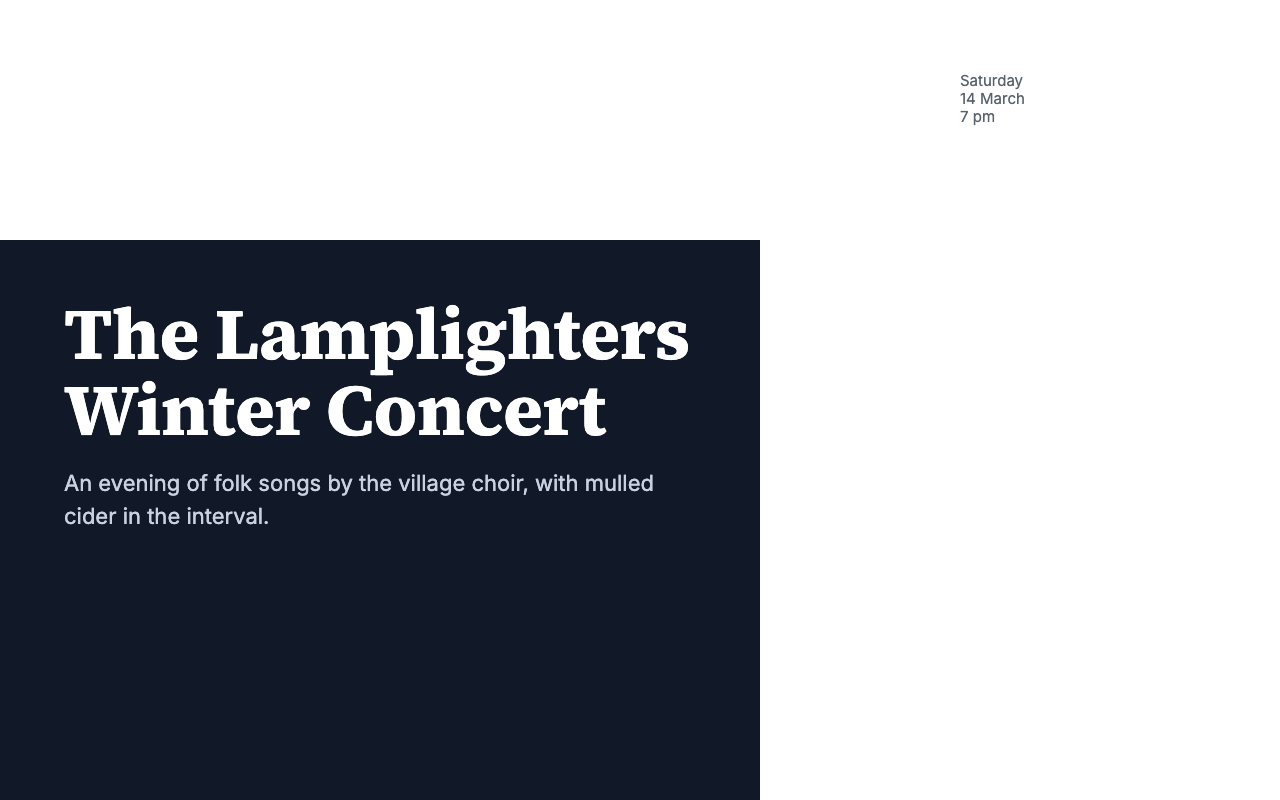 Saturday
14 March
7 pm
The Lamplighters
Winter Concert
An evening of folk songs by the village choir, with mulled
cider in the interval.